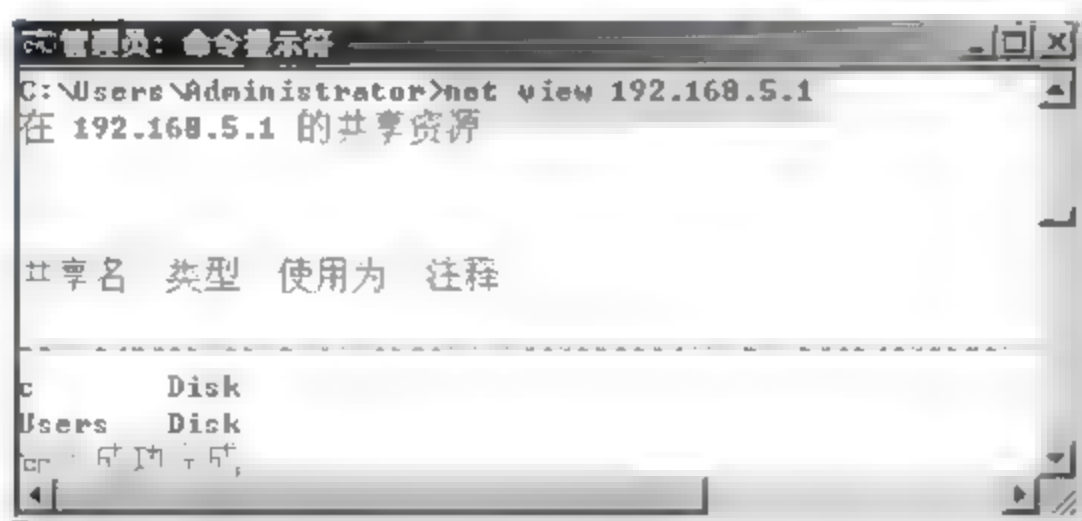 管理员: 命令提示符
C:\Users\Administrator>net view 192.168.5.1
在 192.168.5.1 的共享资源
共享名 类型 使用为 注释
c Disk
Users Disk